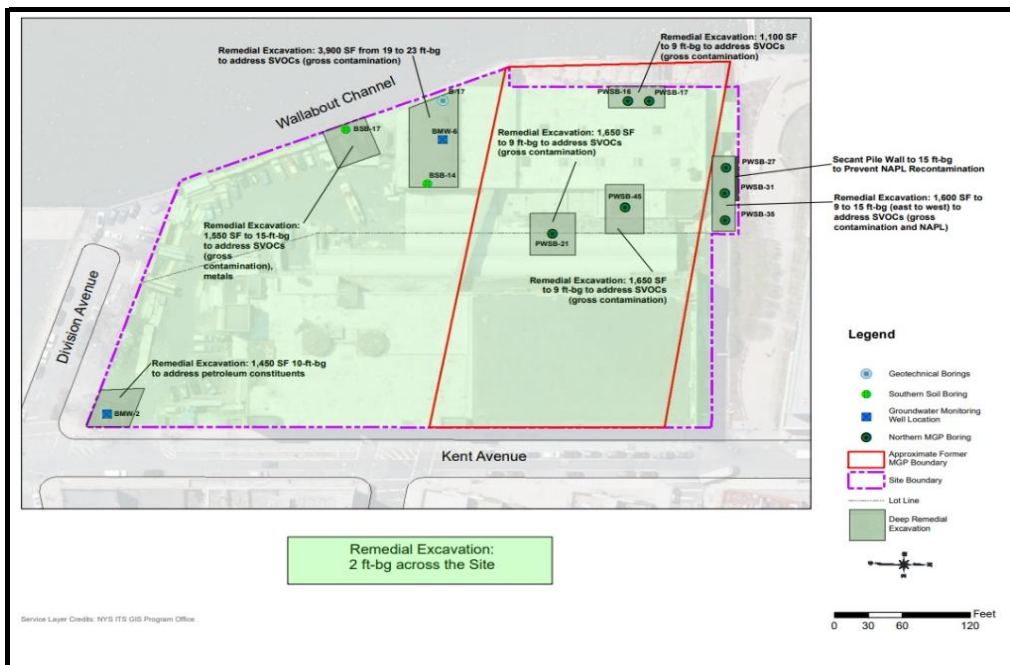 Remedial Excavation: 3,900 SF from 19 to 23 ft-bg
to address SVOCs (gross contamination)
Remedial Excavation: 1,100 SF
to 9 ft-bg to address SVOCs
(gross contamination)
Wallabout Channel
S-17
BSB-17
BMW-6
BSB-14
PWSB-16
PWSB-17
Remedial Excavation: 1,650 SF
to 9 ft-bg to address SVOCs
(gross contamination)
PWSB-27
PWSB-31
PWSB-35
Secant Pile Wall to 15 ft-bg
to Prevent NAPL Recontamination
Remedial Excavation: 1,600 SF to
9 to 15 ft-bg (east to west) to
address SVOCs (gross
contamination and NAPL)
PWSB-45
PWSB-21
Remedial Excavation:
1,550 SF to 15-ft-bg
to address SVOCs
(gross
contamination),
metals
Remedial Excavation: 1,650 SF
to 9 ft-bg to address SVOCs
(gross contamination)
Division Avenue
Remedial Excavation: 1,450 SF 10-ft-bg
to address petroleum constituents
BMW-2
Kent Avenue
Legend
Geotechnical Borings
Southern Soil Boring
Groundwater Monitoring
Well Location
Northern MGP Boring
Approximate Former
MGP Boundary
Site Boundary
Lot Line
Deep Remedial
Excavation
Remedial Excavation:
2 ft-bg across the Site
Service Layer Credits: NYS ITS GIS Program Office
Feet
0 30 60 120